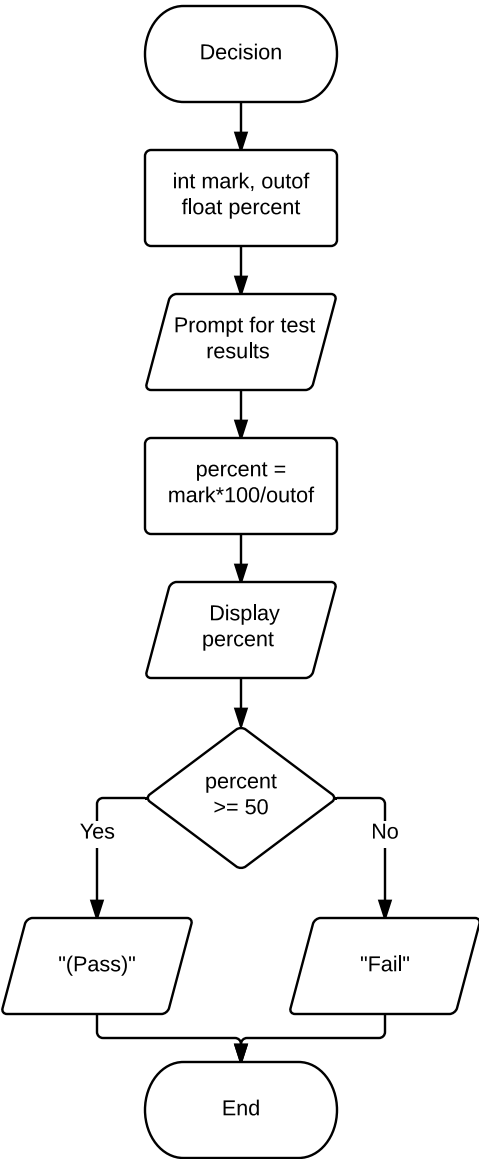 Decision
int mark, outof
float percent
Prompt for test
results
percent =
mark*100/outof
Display
percent
percent
>= 50
Yes
No
"(Pass)"
"Fail"
End